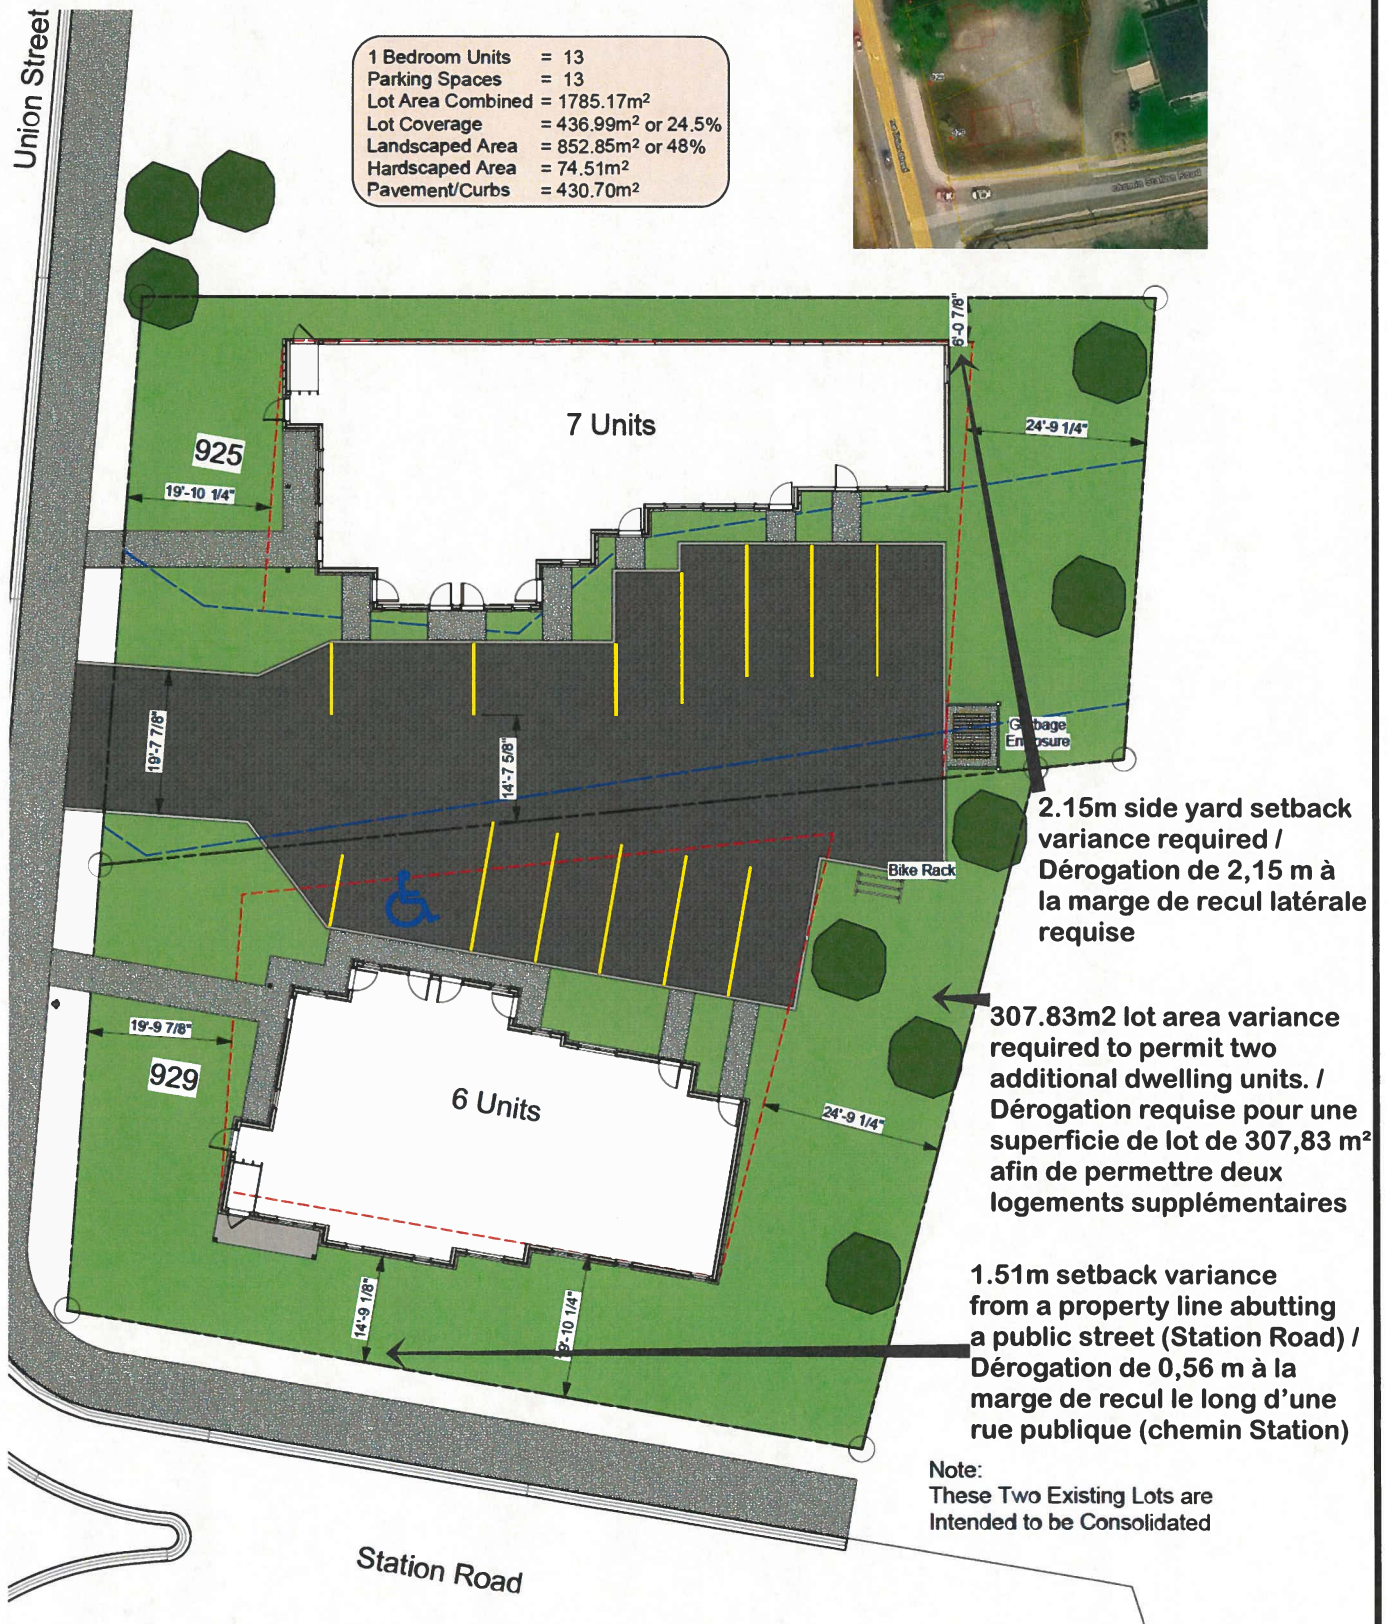 Union Street
1 Bedroom Units = 13
Parking Spaces = 13
Lot Area Combined = 1785.17m²
Lot Coverage = 436.99m² or 24.5%
Landscaped Area = 852.85m² or 48%
Hardscaped Area = 74.51m²
Pavement/Curbs = 430.70m²
chemin Station Road
6'-0 7/8"
7 Units
24'-9 1/4"
925
19'-10 1/4"
19'-7 7/8"
14'-7 5/8"
Garbage
Enclosure
2.15m side yard setback
variance required /
Dérogation de 2,15 m à
la marge de recul latérale
requise
Bike Rack
307.83m2 lot area variance
required to permit two
additional dwelling units. /
Dérogation requise pour une
superficie de lot de 307,83 m²
afin de permettre deux
logements supplémentaires
19'-9 7/8"
929
6 Units
24'-9 1/4"
14'-9 1/8"
19'-10 1/4"
1.51m setback variance
from a property line abutting
a public street (Station Road) /
Dérogation de 0,56 m à la
marge de recul le long d'une
rue publique (chemin Station)
Note:
These Two Existing Lots are
Intended to be Consolidated
Station Road